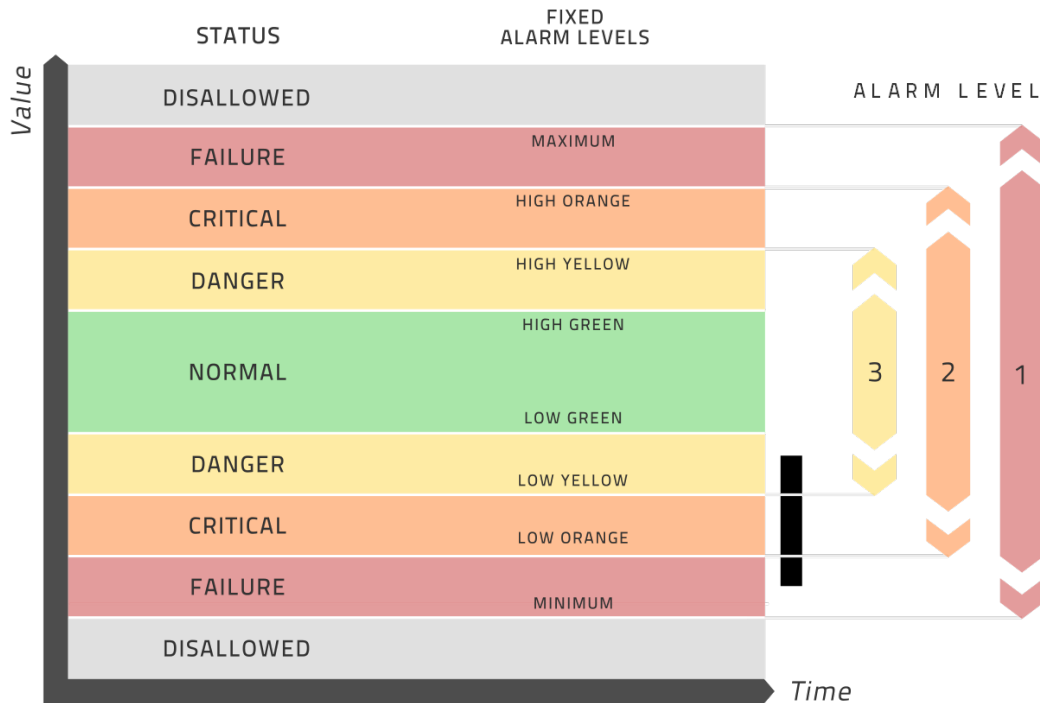 STATUS
FIXED
ALARM LEVELS
Value
DISALLOWED
ALARM LEVEL
MAXIMUM
FAILURE
HIGH ORANGE
CRITICAL
HIGH YELLOW
DANGER
HIGH GREEN
NORMAL
3
2
1
LOW GREEN
DANGER
LOW YELLOW
CRITICAL
LOW ORANGE
FAILURE
MINIMUM
DISALLOWED
Time